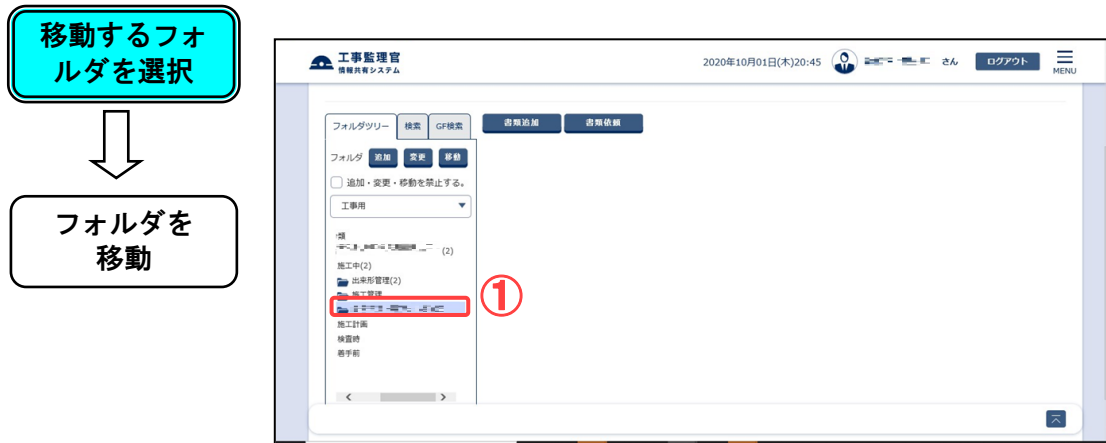 移動するフォ
ルダを選択
フォルダを
移動
工事監理官
情報共有システム
2020年10月01日(木)20:45
さん
ログアウト
MENU
フォルダツリー
検索
GF検索
書類追加
書類依頼
フォルダ
追加
変更
移動
追加・変更・移動を禁止する。
工事用
類
(2)
施工中(2)
出来形管理(2)
施工管理
①
施工計画
検査時
着手前